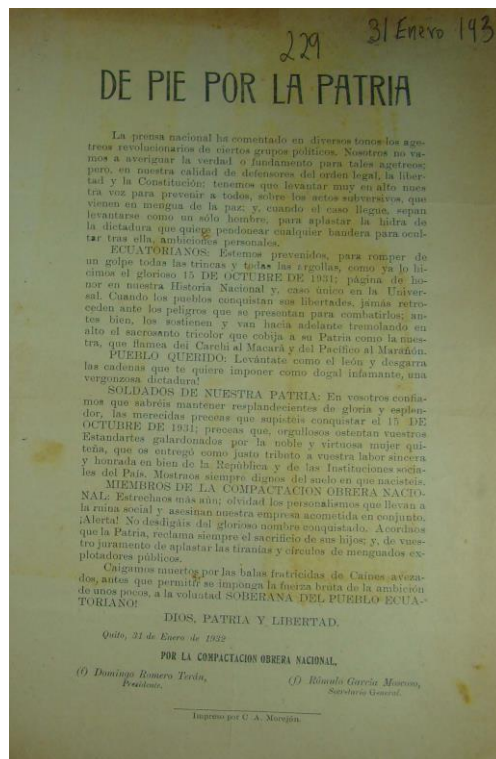 31 Enero 193
229
DE PIE POR LA PATRIA
La prensa nacional ha comentado en diversos tonos los age-
treos revolucionarios de ciertos grupos políticos. Nosotros no va-
mos a averiguar la verdad o fundamento para tales agetreos;
pero, en nuestra calidad de defensores del orden legal, la liber-
tad y la Constitución; tenemos que levantar muy en alto nues
tra voz para prevenir a todos, sobre los actos subversivos, que
vienen en mengua de la paz; y, cuando el caso llegue, sepan
levantarse como un sólo hombre, para aplastar la hidra de
la dictadura que quiere pendonear cualquier bandera para ocul-
tar tras ella, ambiciones personales.
ECUATORIANOS: Estemos prevenidos, para romper de
un golpe todas las trincas y todas las argollas, como ya lo hi-
cimos el glorioso 15 DE OCTUBRE DE 1931; página de ho-
nor en nuestra Historia Nacional y, caso único en la Univer-
sal. Cuando los pueblos conquistan sus libertades, jamás retro-
ceden ante los peligros que se presentan para combatirlos; an-
tes bien, los sostienen y van hacia adelante tremolando en
alto el sacrosanto tricolor que cobija a su Patria como la nues-
tra, que flamea del Carchi al Macará y del Pacífico al Marañón.
PUEBLO QUERIDO: Levántate como el león y desgarra
las cadenas que te quiere imponer como dogal infamante, una
vergonzosa dictadura!
SOLDADOS DE NUESTRA PATRIA: En vosotros confia-
mos que sabréis mantener resplandecientes de gloria y esplen-
dor, las merecidas preceas que supisteis conquistar el 15 DE
OCTUBRE DE 1931; preceas que, orgullosos ostentan vuestros
Estandartes galardonados por la noble y virtuosa mujer qui-
teña, que os entregó como justo tributo a vuestra labor sincera
y honrada en bien de la República y de las Instituciones socia-
les del País. Mostraos siempre dignos del suelo en que nacisteis.
MIEMBROS DE LA COMPACTACION OBRERA NACIO-
NAL: Estrechaos más aún; olvidad los personalismos que llevan a
la ruina social y asesinan nuestra empresa acometida en conjunto.
¡Alerta! No desdigáis del glorioso nombre conquistado. Acordaos
que la Patria, reclama siempre el sacrificio de sus hijos; y, de vues-
tro juramento de aplastar las tiranías y círculos de menguados ex-
plotadores públicos.
Caigamos muertos por las balas fratricidas de Caínes aveza-
dos, antes que permitir se imponga la fuerza bruta de la ambición
de unos pocos, a la voluntad SOBERANA DEL PUEBLO ECUA-
TORIANO!
DIOS, PATRIA Y LIBERTAD.
Quito, 31 de Enero de 1932
POR LA COMPACTACION OBRERA NACIONAL,
(f) Domingo Romero Terán,
Presidente.
(f) Rómulo García Moscoso,
Secretario General.
Impreso por C. A. Morejón.